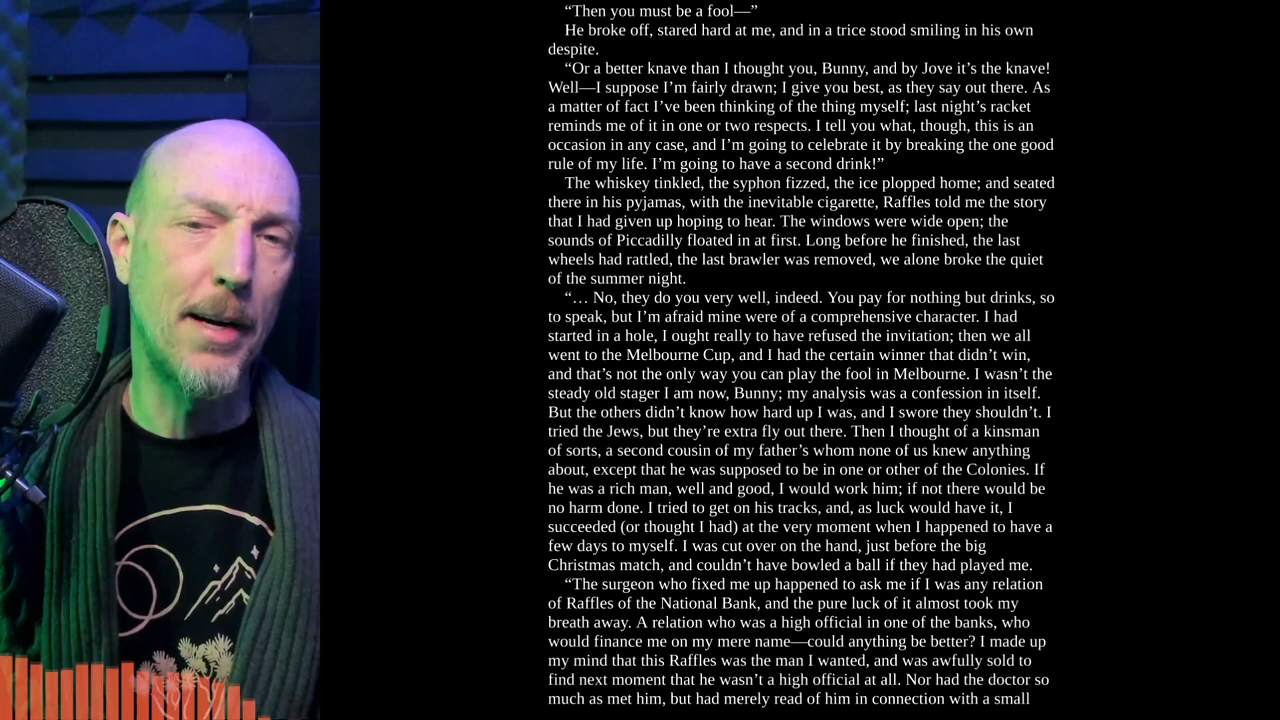 “Then you must be a fool—”
He broke off, stared hard at me, and in a trice stood smiling in his own
despite.
“Or a better knave than I thought you, Bunny, and by Jove it’s the knave!
Well—I suppose I’m fairly drawn; I give you best, as they say out there. As
a matter of fact I’ve been thinking of the thing myself; last night’s racket
reminds me of it in one or two respects. I tell you what, though, this is an
occasion in any case, and I’m going to celebrate it by breaking the one good
rule of my life. I’m going to have a second drink!”
The whiskey tinkled, the syphon fizzed, the ice plopped home; and seated
there in his pyjamas, with the inevitable cigarette, Raffles told me the story
that I had given up hoping to hear. The windows were wide open; the
sounds of Piccadilly floated in at first. Long before he finished, the last
wheels had rattled, the last brawler was removed, we alone broke the quiet
of the summer night.
“… No, they do you very well, indeed. You pay for nothing but drinks, so
to speak, but I’m afraid mine were of a comprehensive character. I had
started in a hole, I ought really to have refused the invitation; then we all
went to the Melbourne Cup, and I had the certain winner that didn’t win,
and that’s not the only way you can play the fool in Melbourne. I wasn’t the
steady old stager I am now, Bunny; my analysis was a confession in itself.
But the others didn’t know how hard up I was, and I swore they shouldn’t. I
tried the Jews, but they’re extra fly out there. Then I thought of a kinsman
of sorts, a second cousin of my father’s whom none of us knew anything
about, except that he was supposed to be in one or other of the Colonies. If
he was a rich man, well and good, I would work him; if not there would be
no harm done. I tried to get on his tracks, and, as luck would have it, I
succeeded (or thought I had) at the very moment when I happened to have a
few days to myself. I was cut over on the hand, just before the big
Christmas match, and couldn’t have bowled a ball if they had played me.
“The surgeon who fixed me up happened to ask me if I was any relation
of Raffles of the National Bank, and the pure luck of it almost took my
breath away. A relation who was a high official in one of the banks, who
would finance me on my mere name—could anything be better? I made up
my mind that this Raffles was the man I wanted, and was awfully sold to
find next moment that he wasn’t a high official at all. Nor had the doctor so
much as met him, but had merely read of him in connection with a small